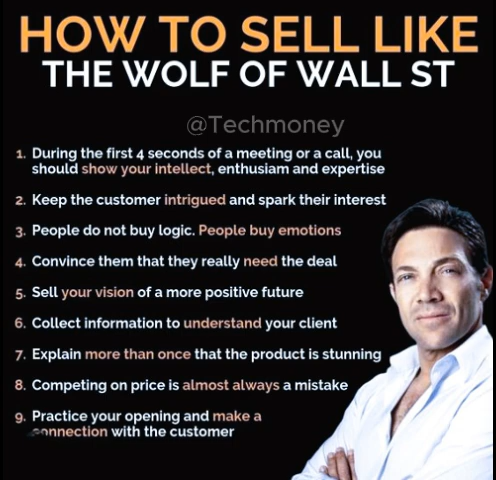 HOW TO SELL LIKE
THE WOLF OF WALL ST
@Techmoney
1. During the first 4 seconds of a meeting or a call, you
should show your intellect, enthusiam and expertise
2. Keep the customer intrigued and spark their interest
3. People do not buy logic. People buy emotions
4. Convince them that they really need the deal
5. Sell your vision of a more positive future
6. Collect information to understand your client
7. Explain more than once that the product is stunning
8. Competing on price is almost always a mistake
9. Practice your opening and make a
connection with the customer